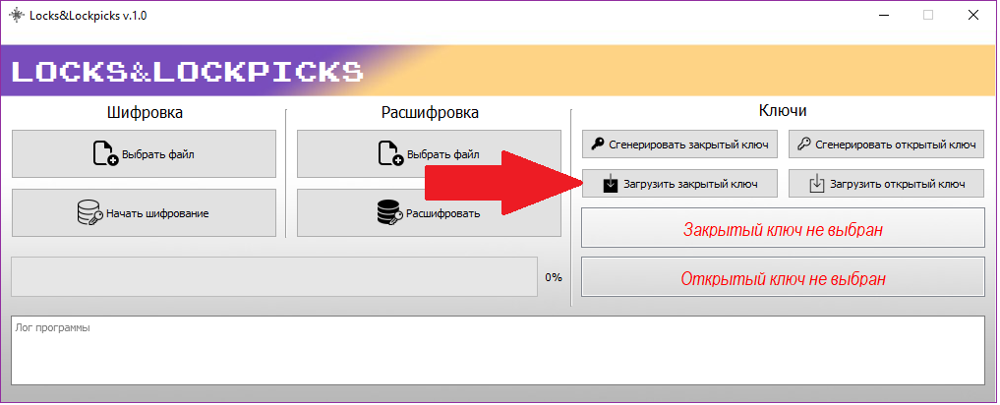 Locks&Lockpicks v.1.0
LOCKS&LOCKPICKS
Шифровка
Выбрать файл
Начать шифрование
Расшифровка
Выбрать файл
Расшифровать
0%
Ключи
Сгенерировать закрытый ключ
Сгенерировать открытый ключ
Загрузить закрытый ключ
Загрузить открытый ключ
Закрытый ключ не выбран
Открытый ключ не выбран
Лог программы